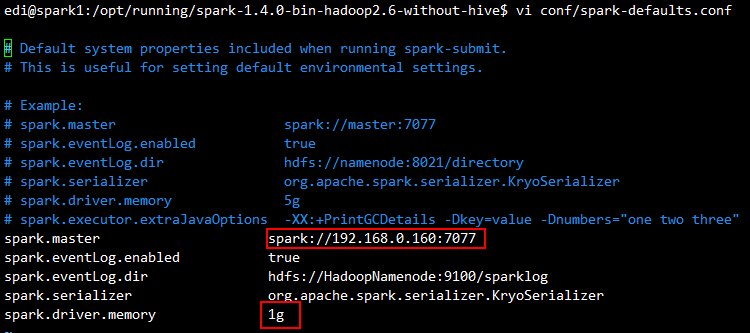 edi@spark1:/opt/running/spark-1.4.0-bin-hadoop2.6-without-hive$ vi conf/spark-defaults.conf
# Default system properties included when running spark-submit.
# This is useful for setting default environmental settings.
# Example:
# spark.master spark://master:7077
# spark.eventLog.enabled true
# spark.eventLog.dir hdfs://namenode:8021/directory
# spark.serializer org.apache.spark.serializer.KryoSerializer
# spark.driver.memory 5g
# spark.executor.extraJavaOptions -XX:+PrintGCDetails -Dkey=value -Dnumbers="one two three"
spark.master spark://192.168.0.160:7077
spark.eventLog.enabled true
spark.eventLog.dir hdfs://HadoopNamenode:9100/sparklog
spark.serializer org.apache.spark.serializer.KryoSerializer
spark.driver.memory 1g